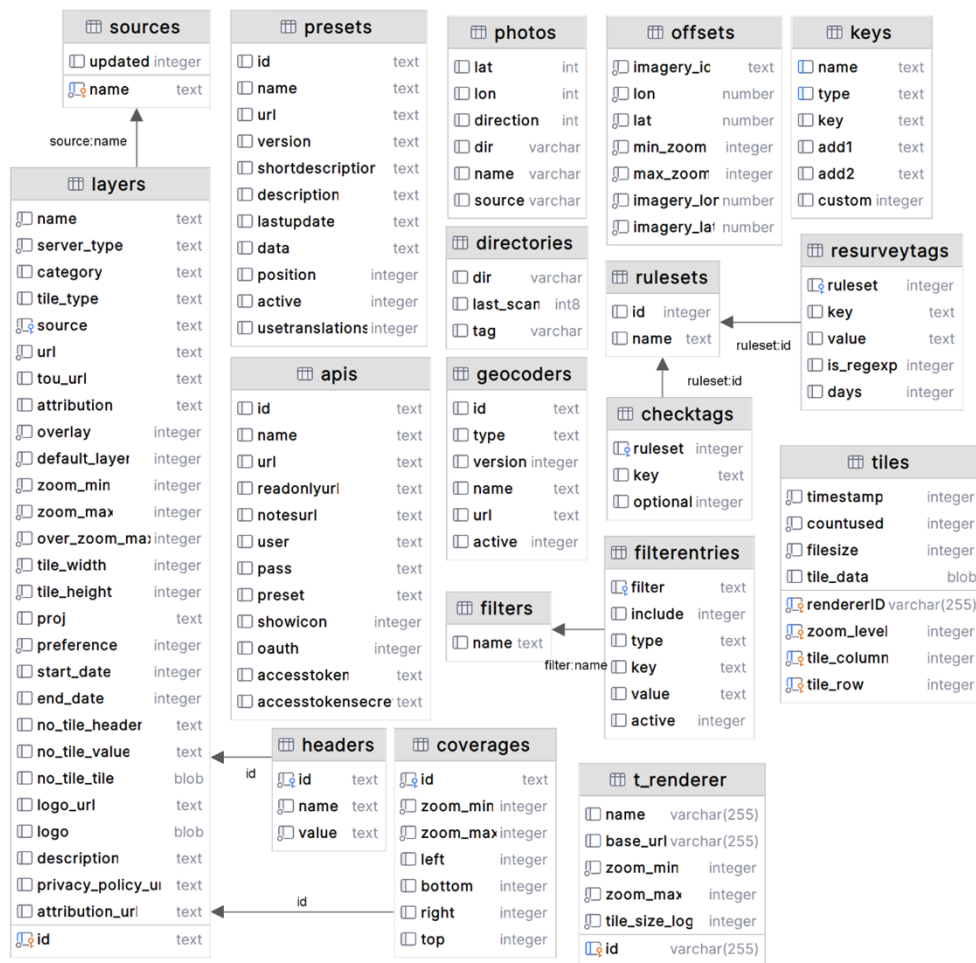 sources
updated integer
name text
source:name
layers
name text
server_type text
category text
tile_type text
source text
url text
tou_url text
attribution text
overlay integer
default_layer integer
zoom_min integer
zoom_max integer
over_zoom_max integer
tile_width integer
tile_height integer
proj text
preference integer
start_date integer
end_date integer
no_tile_header text
no_tile_value text
no_tile_tile blob
logo_url text
logo blob
description text
privacy_policy_ur text
attribution_url text
id text
presets
id text
name text
url text
version text
shortdescription text
description text
lastupdate text
data text
position integer
active integer
usetranslations integer
apis
id text
name text
url text
readonlyurl text
notesurl text
user text
pass text
preset text
showicon integer
oauth integer
accesstoken text
accesstokensecre text
headers
id text
name text
value text
id
coverages
id text
zoom_min integer
zoom_max integer
left integer
bottom integer
right integer
top integer
id
photos
lat int
lon int
direction int
dir varchar
name varchar
source varchar
directories
dir varchar
last_scan int8
tag varchar
geocoders
id text
type text
version integer
name text
url text
active integer
filters
name text
filter:name
offsets
imagery_id text
lon number
lat number
min_zoom integer
max_zoom integer
imagery_lon number
imagery_lat number
rulesets
id integer
name text
ruleset:id
ruleset:id
checktags
ruleset integer
key text
optional integer
filterentries
filter text
include integer
type text
key text
value text
active integer
t_renderer
name varchar(255)
base_url varchar(255)
zoom_min integer
zoom_max integer
tile_size_log integer
id varchar(255)
keys
name text
type text
key text
add1 text
add2 text
custom integer
resurveytags
ruleset integer
key text
value text
is_regexp integer
days integer
tiles
timestamp integer
countused integer
filesize integer
tile_data blob
rendererID varchar(255)
zoom_level integer
tile_column integer
tile_row integer